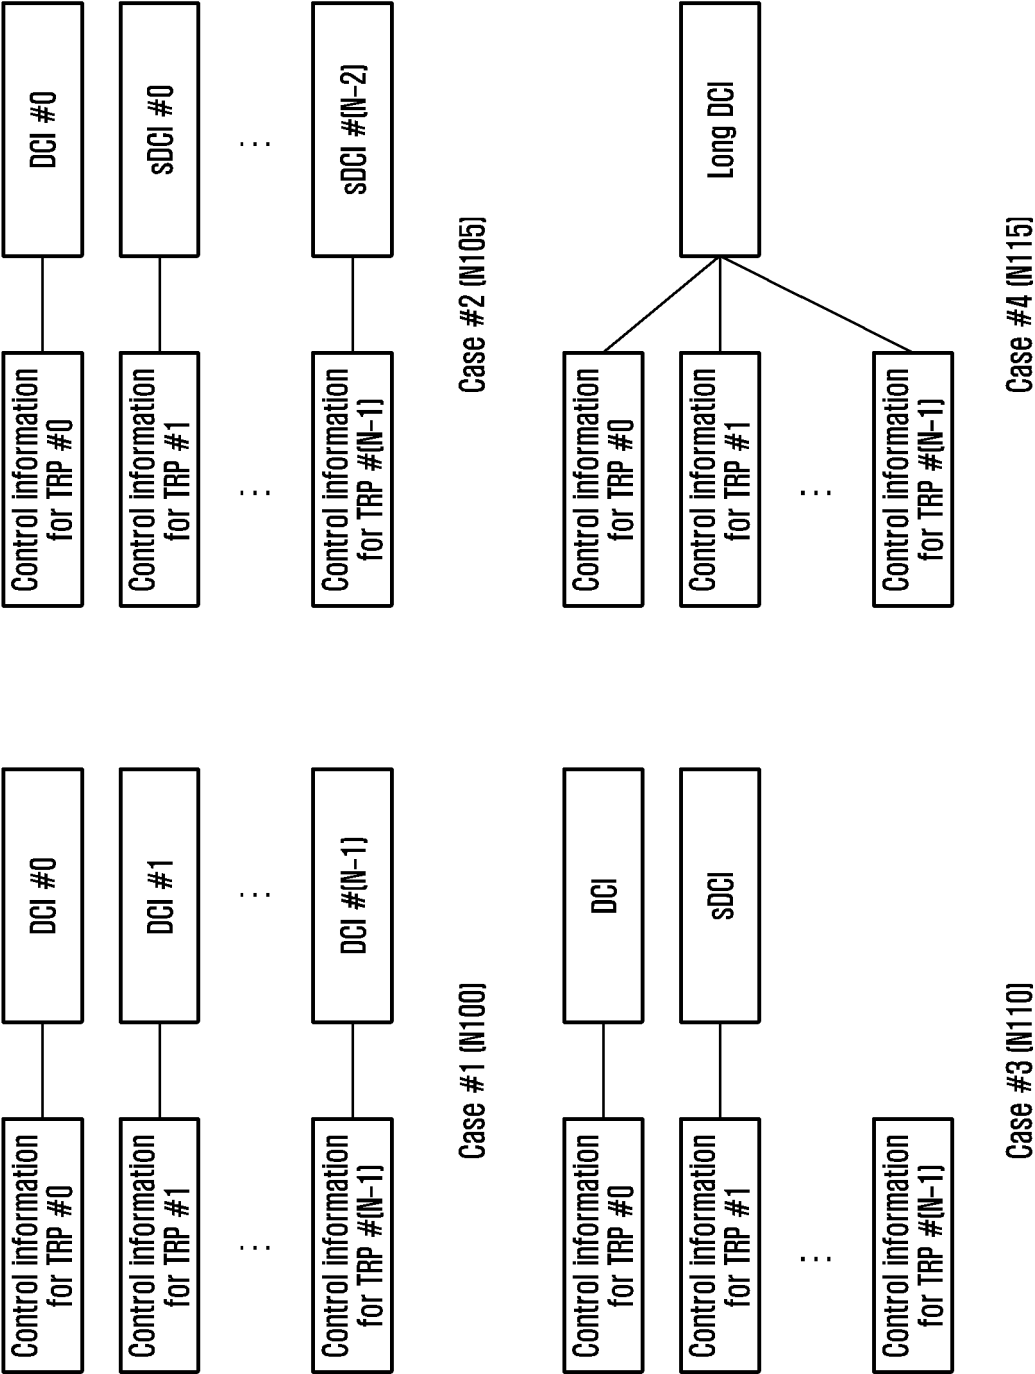 Control information
for TRP #0
DCI #0
Control information
for TRP #1
DCI #1
...
...
Control information
for TRP #(N-1)
DCI #(N-1)
Case #1 (N100)
Control information
for TRP #0
DCI #0
Control information
for TRP #1
sDCI #0
...
...
Control information
for TRP #(N-1)
sDCI #(N-2)
Case #2 (N105)
Control information
for TRP #0
DCI
Control information
for TRP #1
sDCI
...
Control information
for TRP #(N-1)
Case #3 (N110)
Control information
for TRP #0
Control information
for TRP #1
Long DCI
...
Control information
for TRP #(N-1)
Case #4 (N115)